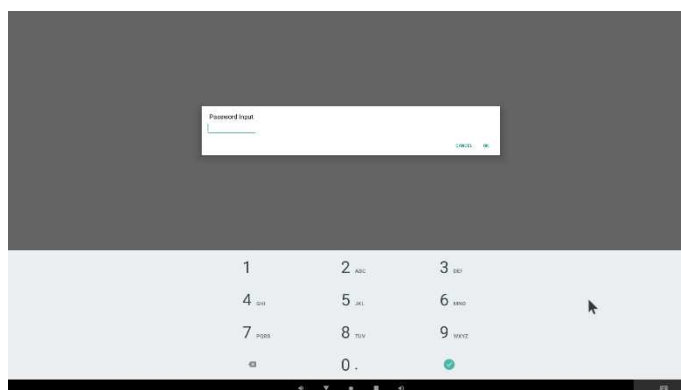 Password Input
CANCEL OK
1 2 ABC 3 DEF
4 GHI 5 JKL 6 MNO
7 PQRS 8 TUV 9 WXYZ
0 .